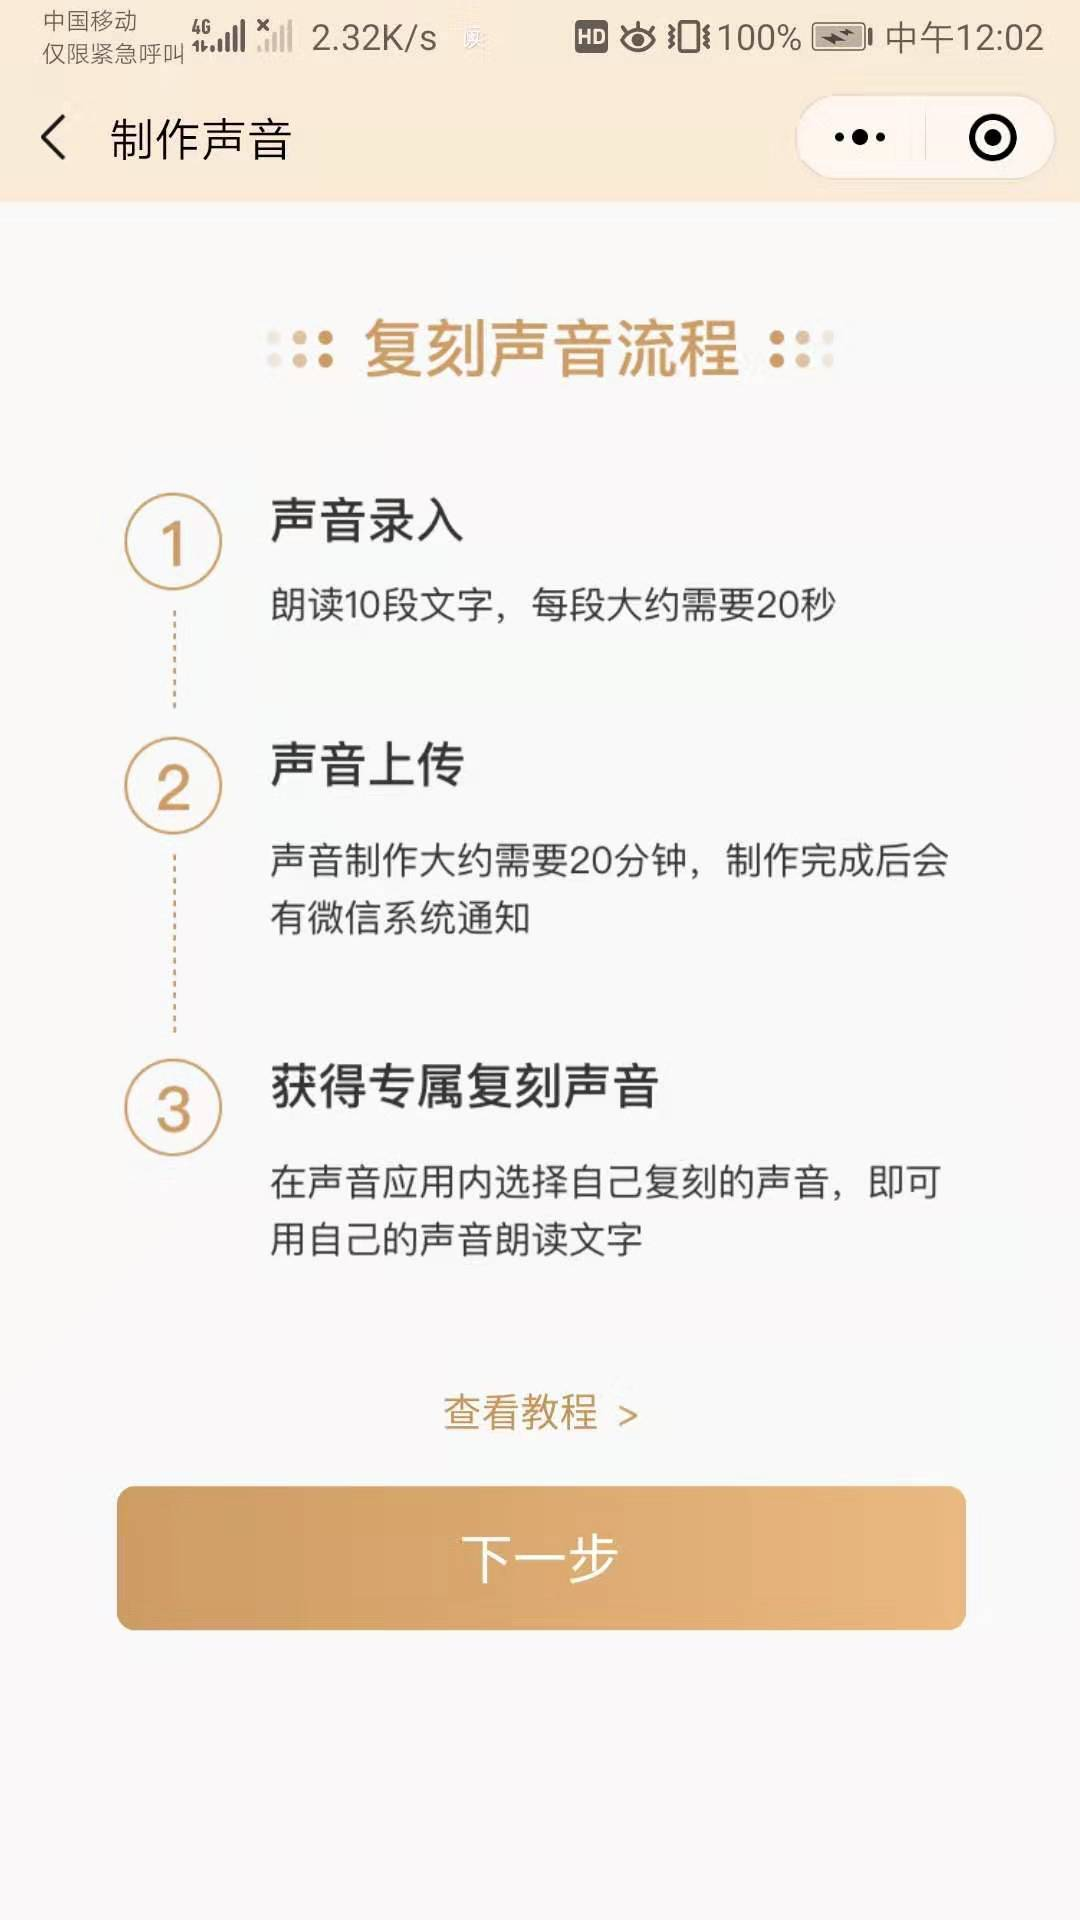 中国移动
仅限紧急呼叫
4G
2.32K/s
HD
100%
中午12:02
制作声音
复刻声音流程
1
声音录入
朗读10段文字，每段大约需要20秒
2
声音上传
声音制作大约需要20分钟，制作完成后会
有微信系统通知
3
获得专属复刻声音
在声音应用内选择自己复刻的声音，即可
用自己的声音朗读文字
查看教程 >
下一步